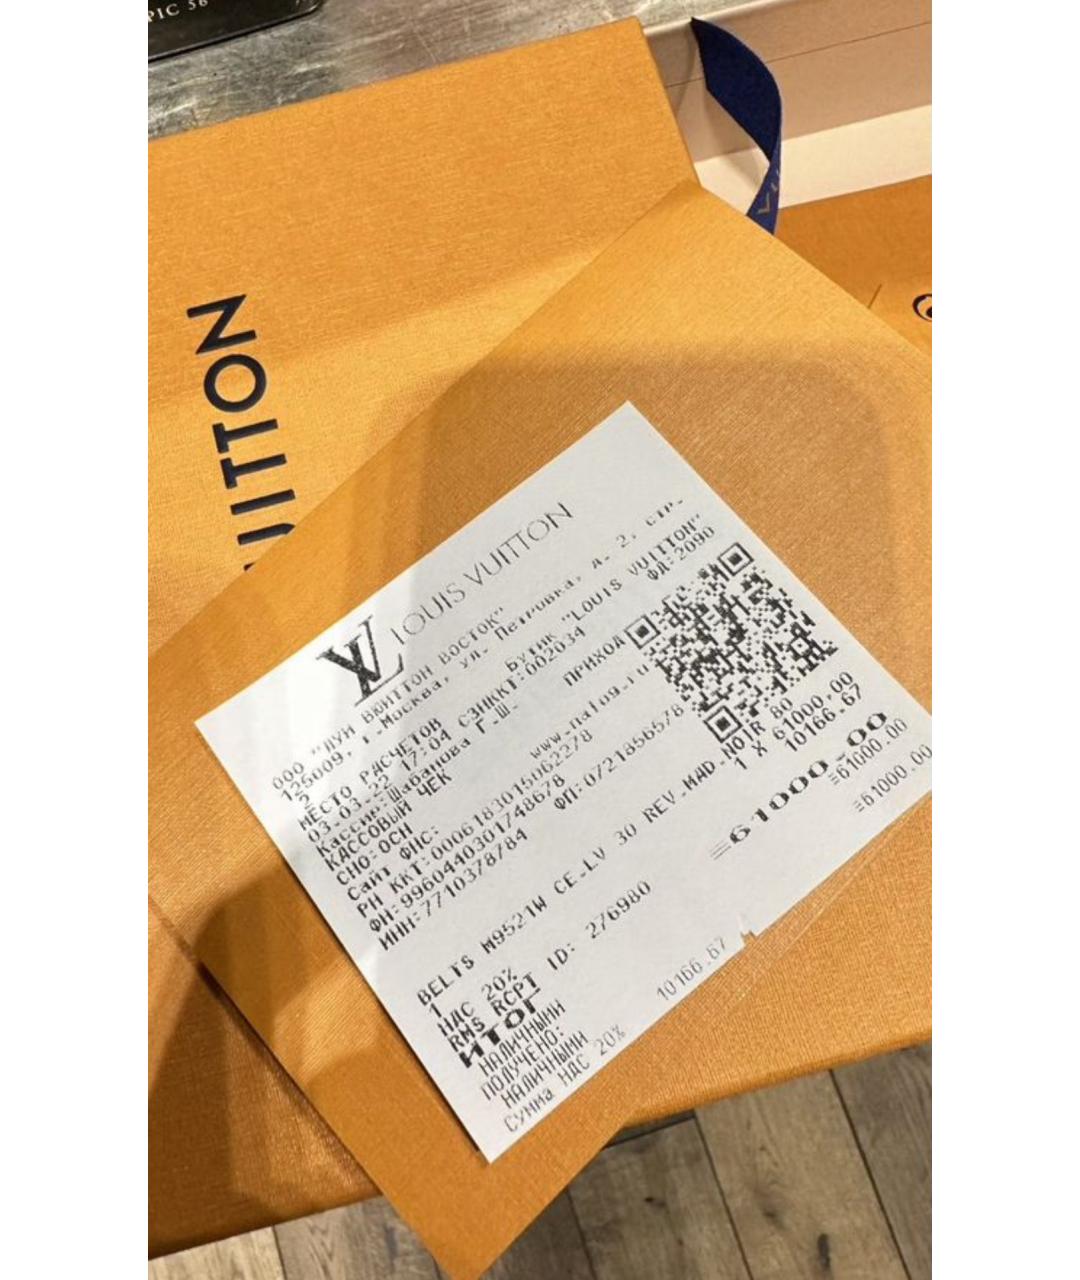 PIC 56
UITTON
LV LOUIS VUITTON
ООО "ЛУИ ВЮИТТОН ВОСТОК"
125009, Г.Москва, ул. Петровка, д. 2, стр.
2
МЕСТО РАСЧЕТОВ Бутик "LOUIS VUITTON"
03.03.22 17:04 СЗНККТ:002034 ФД:2090
Кассир:Шабанова Г.Ш.
КАССОВЫЙ ЧЕК ПРИХОД
СНО:ОСН
Сайт ФНС: www.nalog.ru
РН ККТ:0006183015062278
ФН:9960440301748678 ФП:0721856578
ИНН:7710378784
BELTS M9521W CE.LV 30 REV.MAD.NOIR 80
1 1 X 61000,00
НДС 20% 10166.67
RMS RCPT ID: 276980
ИТОГ =61000.00
НАЛИЧНЫМИ =61000.00
ПОЛУЧЕНО:
НАЛИЧНЫМИ =61000.00
Сумма НДС 20% 10166.67